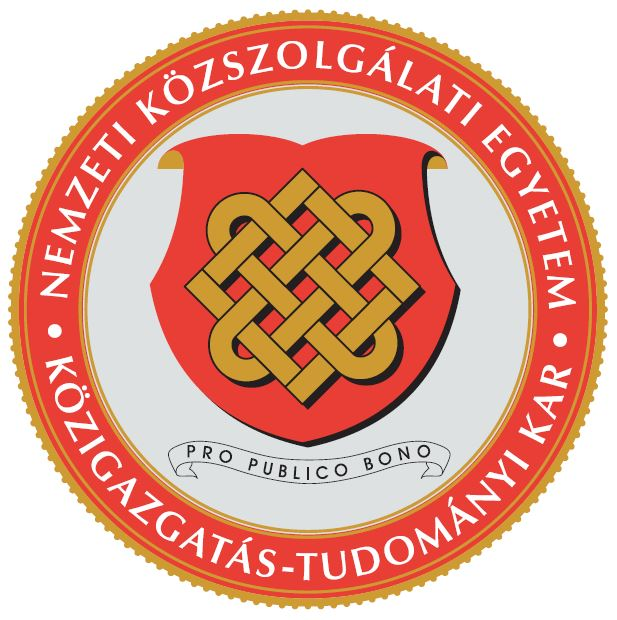 NEMZETI KÖZSZOLGÁLATI EGYETEM
PRO PUBLICO BONO
KÖZIGAZGATÁS-TUDOMÁNYI KAR